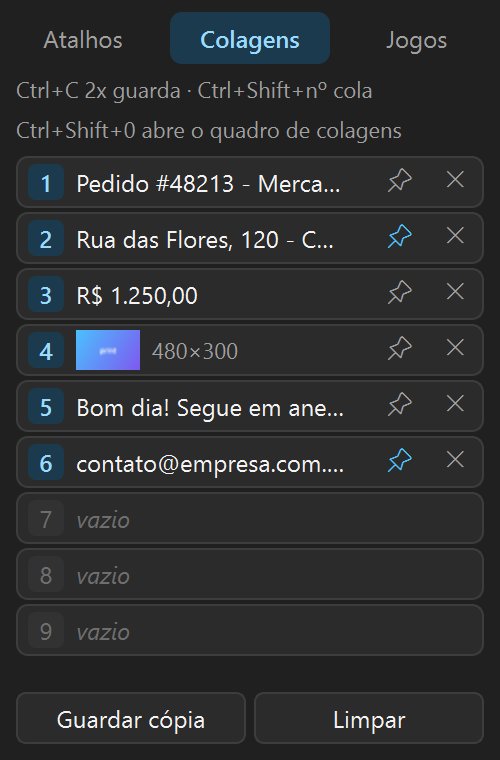 Atalhos Colagens Jogos
Ctrl+C 2x guarda · Ctrl+Shift+nº cola
Ctrl+Shift+0 abre o quadro de colagens
1 Pedido #48213 - Merca...
2 Rua das Flores, 120 - C...
3 R$ 1.250,00
4 print 480×300
5 Bom dia! Segue em ane...
6 contato@empresa.com....
7 vazio
8 vazio
9 vazio
Guardar cópia Limpar